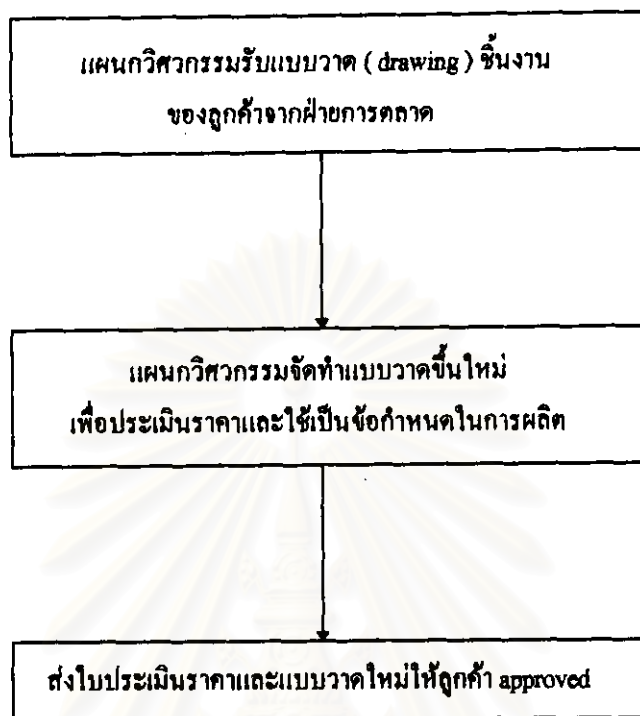 แผนกวิศวกรรมรับแบบวาด ( drawing ) ชิ้นงาน
ของลูกค้าจากฝ่ายการตลาด
แผนกวิศวกรรมจัดทำแบบวาดขึ้นใหม่
เพื่อประเมินราคาและใช้เป็นข้อกำหนดในการผลิต
ส่งใบประเมินราคาและแบบวาดใหม่ให้ลูกค้า approved